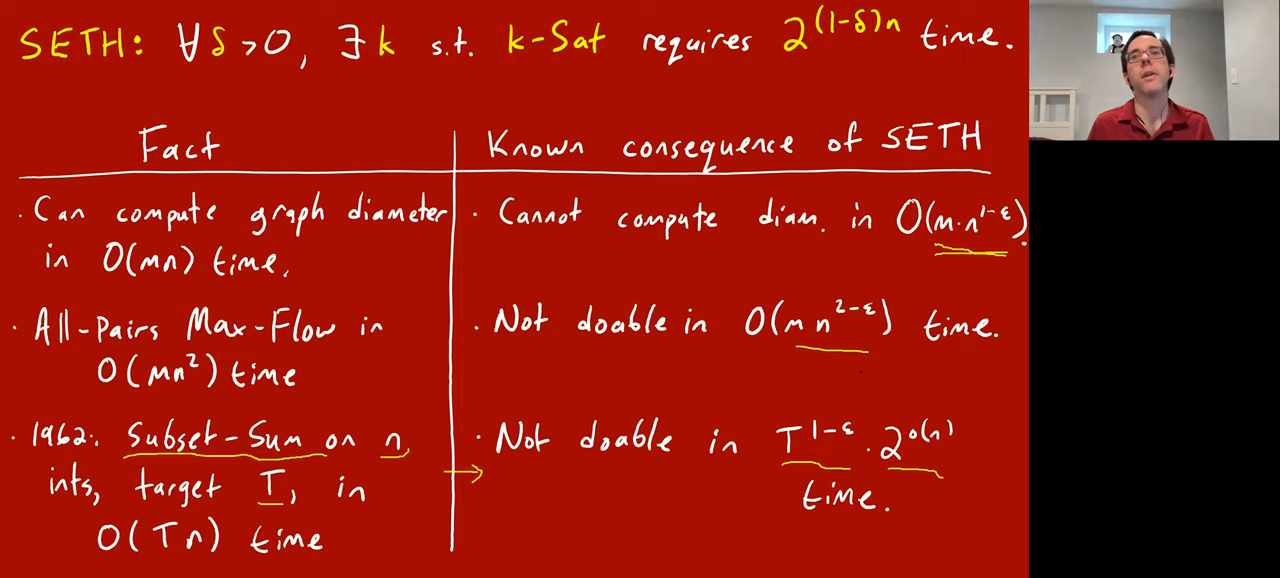 SETH: ∀δ>0, ∃k s.t. k-Sat requires 2^(1-δ)n time.
Fact
Known consequence of SETH
· Can compute graph diameter
in O(mn) time.
· Cannot compute diam. in O(m·n^1-ε).
· All-Pairs Max-Flow in
O(mn²) time
· Not doable in O(mn^2-ε) time.
· 1962: Subset-Sum on n
ints, target T, in
O(Tn) time
· Not doable in T^1-ε · 2^o(n)
time.